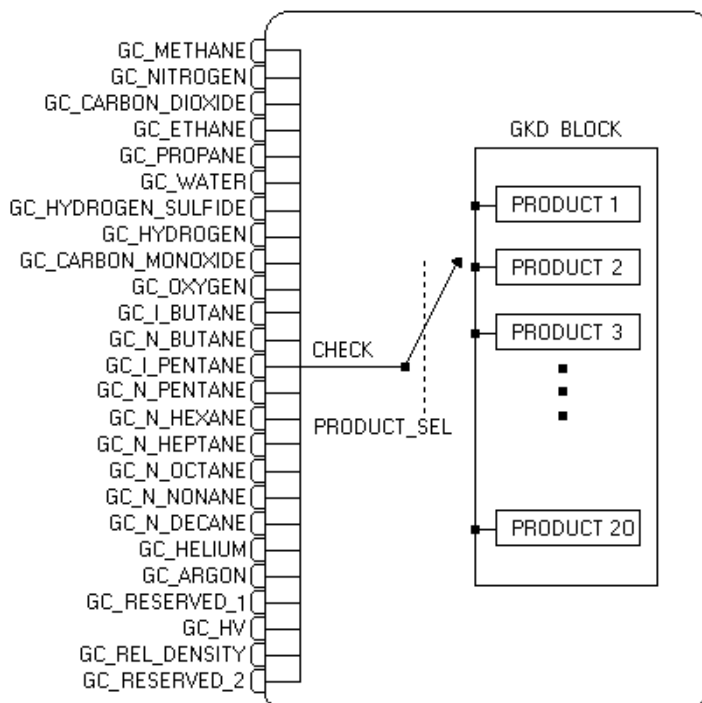 GC_METHANE
GC_NITROGEN
GC_CARBON_DIOXIDE
GC_ETHANE
GC_PROPANE
GC_WATER
GC_HYDROGEN_SULFIDE
GC_HYDROGEN
GC_CARBON_MONOXIDE
GC_OXYGEN
GC_I_BUTANE
GC_N_BUTANE
GC_I_PENTANE
GC_N_PENTANE
GC_N_HEXANE
GC_N_HEPTANE
GC_N_OCTANE
GC_N_NONANE
GC_N_DECANE
GC_HELIUM
GC_ARGON
GC_RESERVED_1
GC_HV
GC_REL_DENSITY
GC_RESERVED_2
CHECK
PRODUCT_SEL
GKD BLOCK
PRODUCT 1
PRODUCT 2
PRODUCT 3
PRODUCT 20